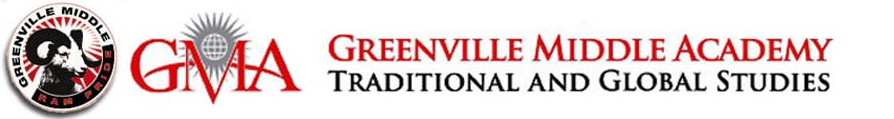 GREENVILLE MIDDLE
RAM PRIDE
GMA
GREENVILLE MIDDLE ACADEMY
TRADITIONAL AND GLOBAL STUDIES